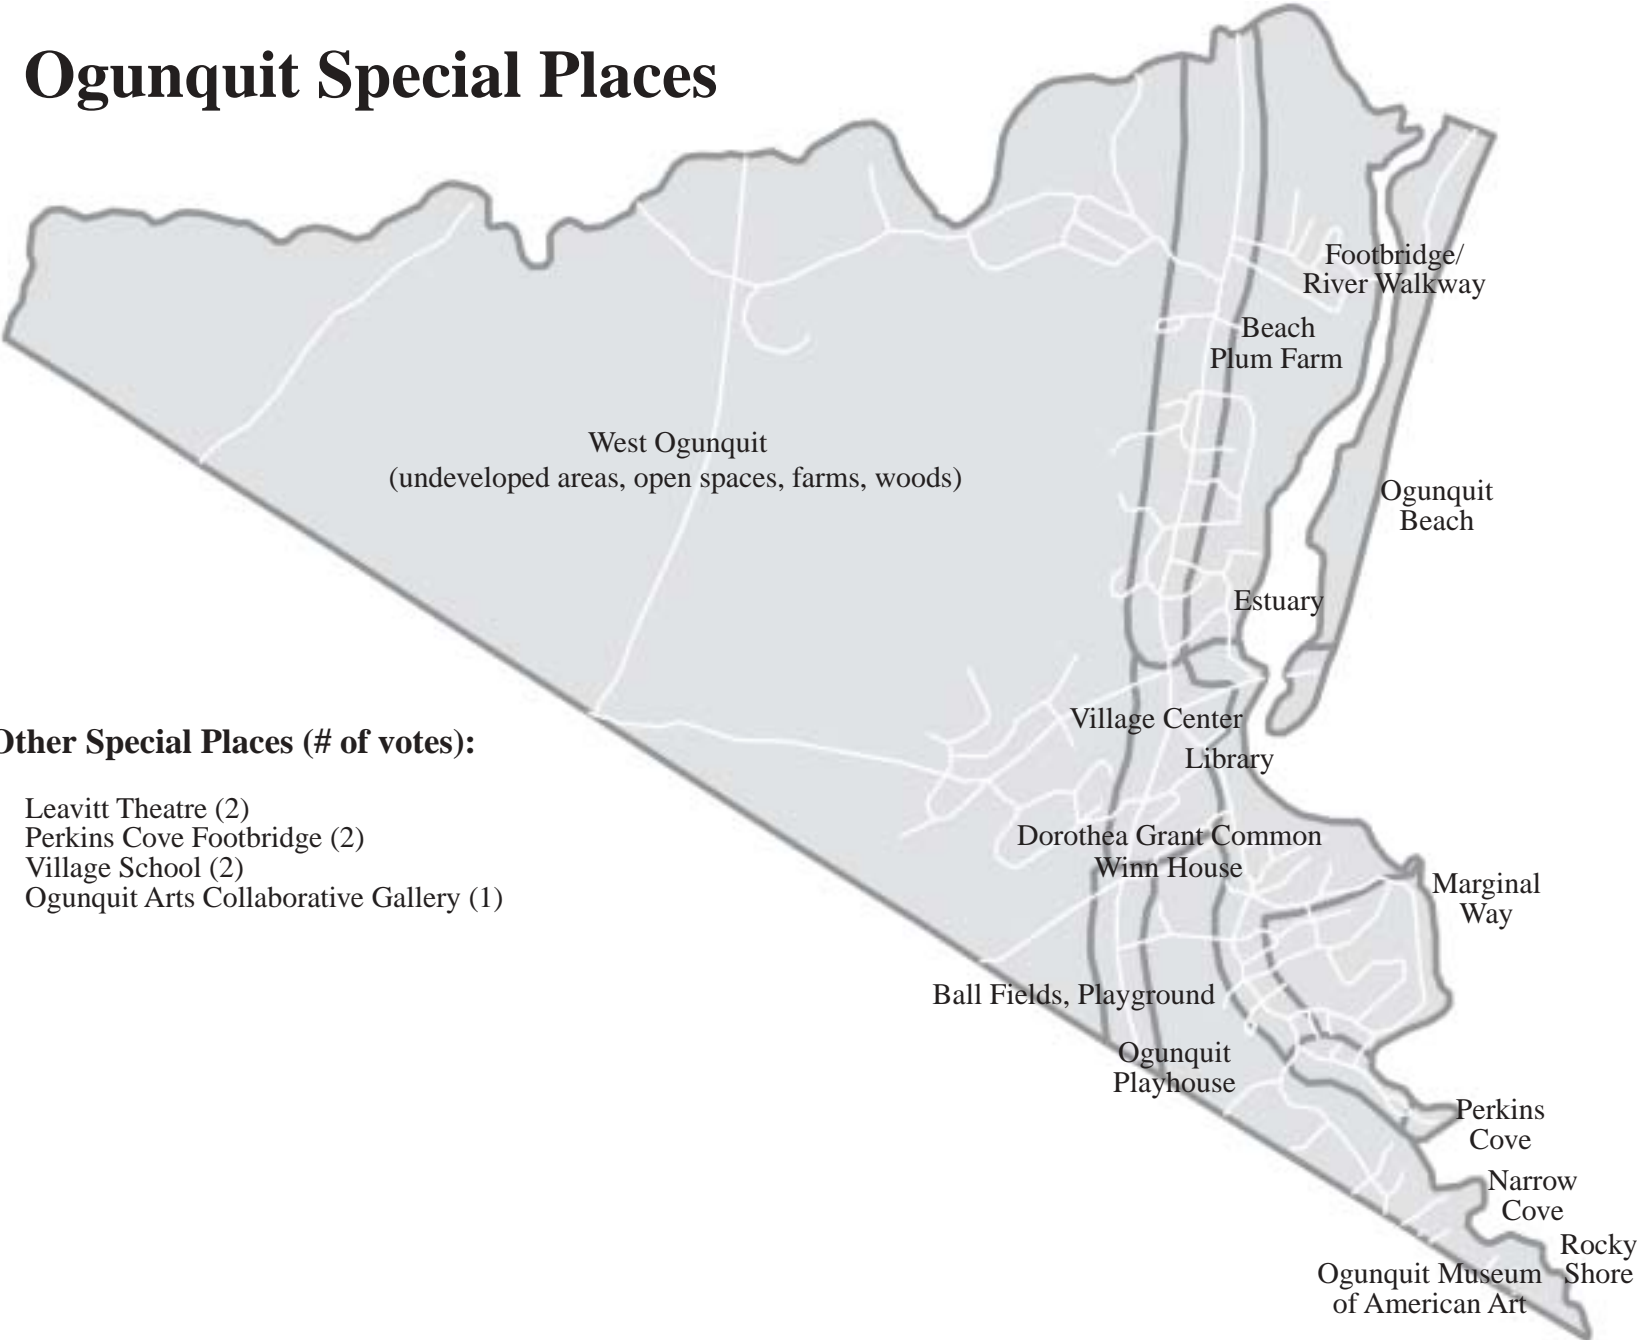 Ogunquit Special Places
Footbridge/
River Walkway
Beach
Plum Farm
West Ogunquit
(undeveloped areas, open spaces, farms, woods)
Ogunquit
Beach
Estuary
Village Center
Library
Other Special Places (# of votes):
Leavitt Theatre (2)
Perkins Cove Footbridge (2)
Village School (2)
Ogunquit Arts Collaborative Gallery (1)
Dorothea Grant Common
Winn House
Marginal
Way
Ball Fields, Playground
Ogunquit
Playhouse
Perkins
Cove
Narrow
Cove
Rocky
Shore
Ogunquit Museum
of American Art